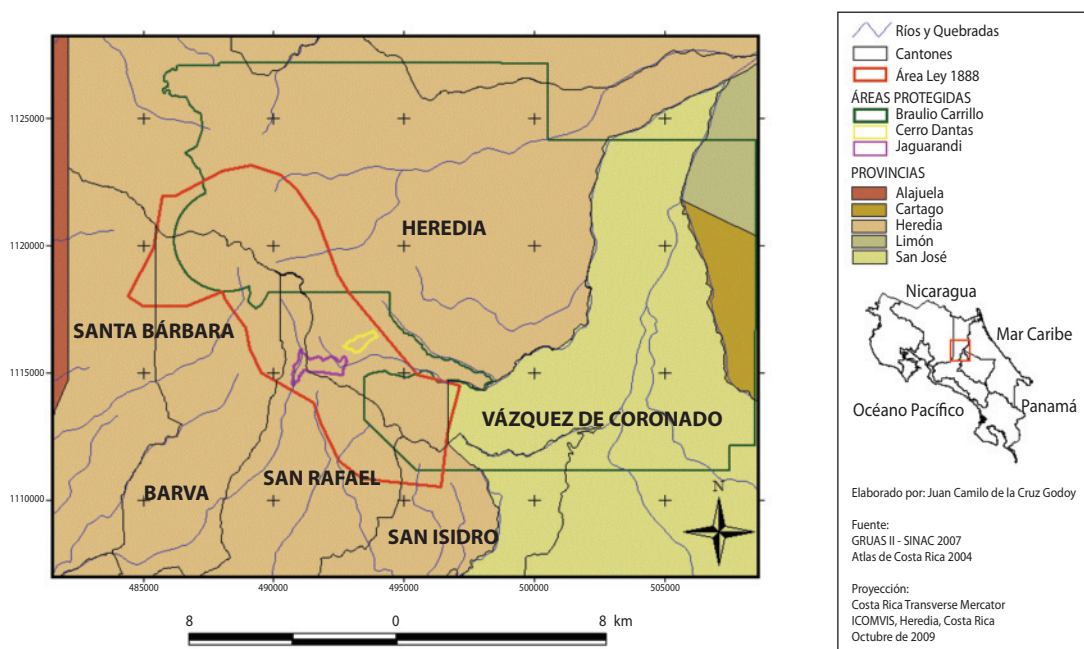 1125000
1120000
1115000
1110000
485000
490000
495000
500000
505000
HEREDIA
SANTA BÁRBARA
VÁZQUEZ DE CORONADO
SAN RAFAEL
BARVA
SAN ISIDRO
N
8 0 8 km
Ríos y Quebradas
Cantones
Área Ley 1888
ÁREAS PROTEGIDAS
Braulio Carrillo
Cerro Dantas
Jaguarandi
PROVINCIAS
Alajuela
Cartago
Heredia
Limón
San José
Nicaragua
Mar Caribe
Océano Pacífico
Panamá
Elaborado por: Juan Camilo de la Cruz Godoy
Fuente:
GRUAS II - SINAC 2007
Atlas de Costa Rica 2004
Proyección:
Costa Rica Transverse Mercator
ICOMVIS, Heredia, Costa Rica
Octubre de 2009